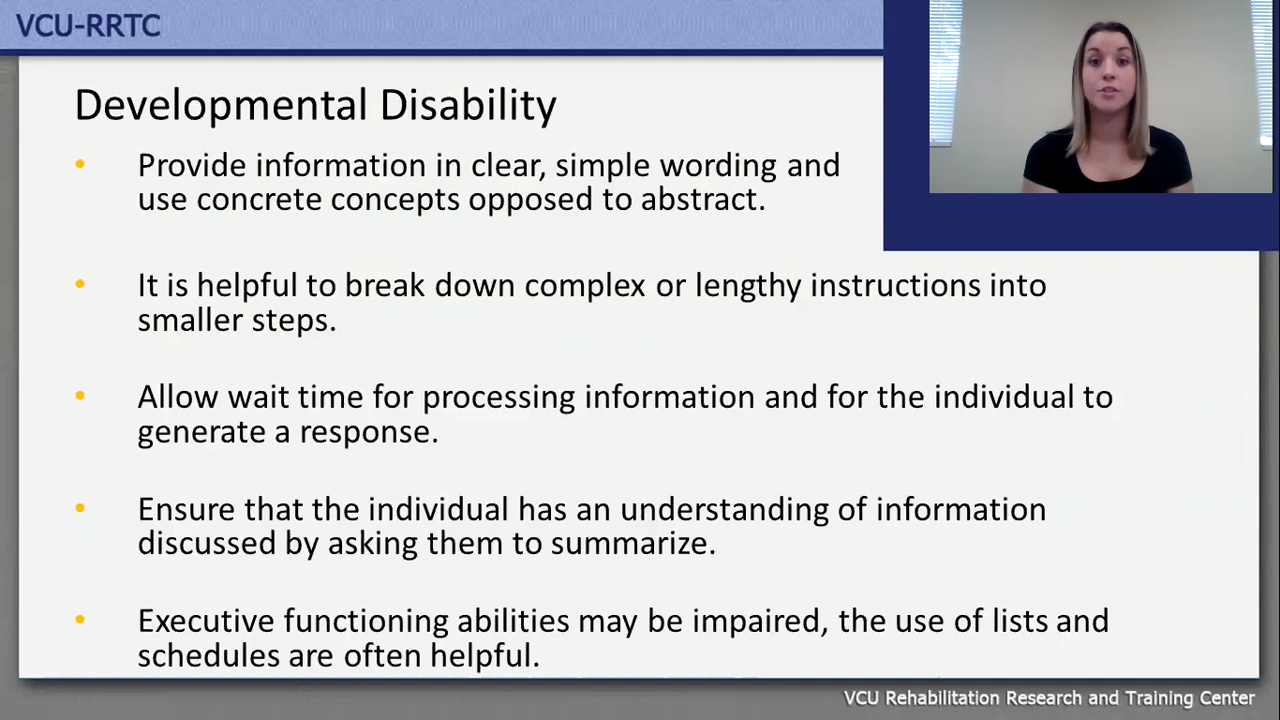 VCU-RRTC
Developmental Disability
• Provide information in clear, simple wording and
use concrete concepts opposed to abstract.
• It is helpful to break down complex or lengthy instructions into
smaller steps.
• Allow wait time for processing information and for the individual to
generate a response.
• Ensure that the individual has an understanding of information
discussed by asking them to summarize.
• Executive functioning abilities may be impaired, the use of lists and
schedules are often helpful.
VCU Rehabilitation Research and Training Center